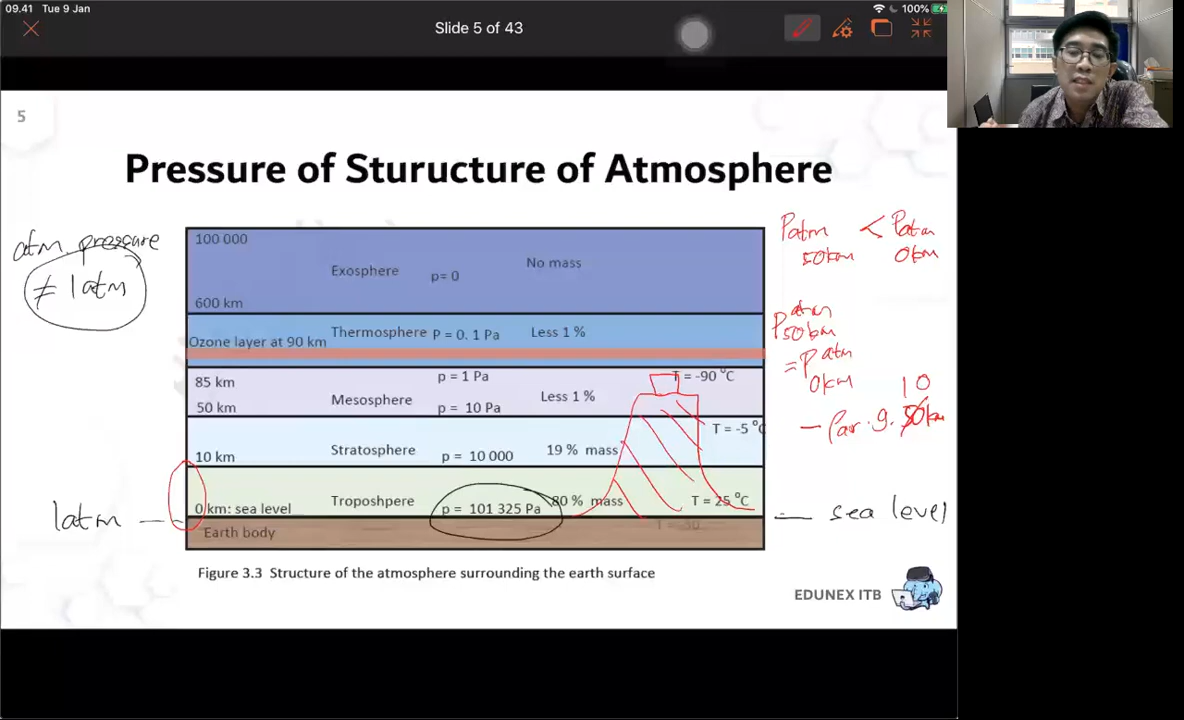 09.41 Tue 9 Jan
100%
Slide 5 of 43
5
Pressure of Sturucture of Atmosphere
atm pressure
≠ 1atm
100 000
Exosphere p= 0 No mass
600 km
Thermosphere P = 0. 1 Pa Less 1 %
Ozone layer at 90 km
85 km p = 1 Pa T = -90 °C
Mesosphere Less 1 %
50 km p = 10 Pa
T = -5 °C
Stratosphere 19 % mass
10 km p = 10 000
Troposhpere 80 % mass T = 25 °C
0 km: sea level p = 101 325 Pa
Earth body
1atm
sea level
Patm < Patm
50km 0km
Patm
50km
= Patm
0km
10
- ρar . g . 50km
Figure 3.3 Structure of the atmosphere surrounding the earth surface
EDUNEX ITB